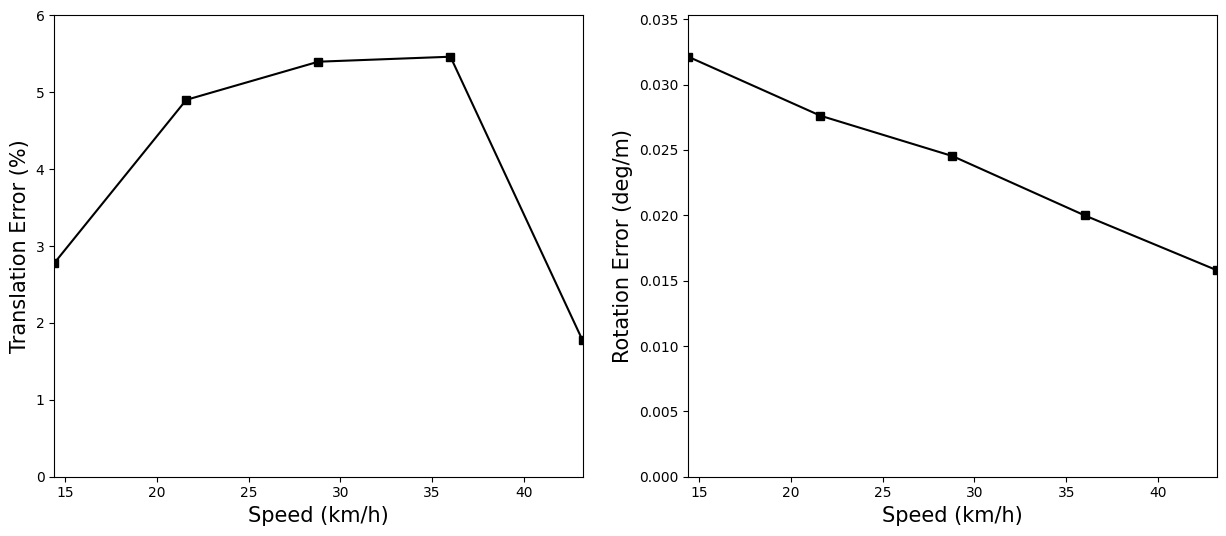 6
5
4
3
2
1
0
Translation Error (%)
15 20 25 30 35 40
Speed (km/h)
0.035
0.030
0.025
0.020
0.015
0.010
0.005
0.000
Rotation Error (deg/m)
15 20 25 30 35 40
Speed (km/h)